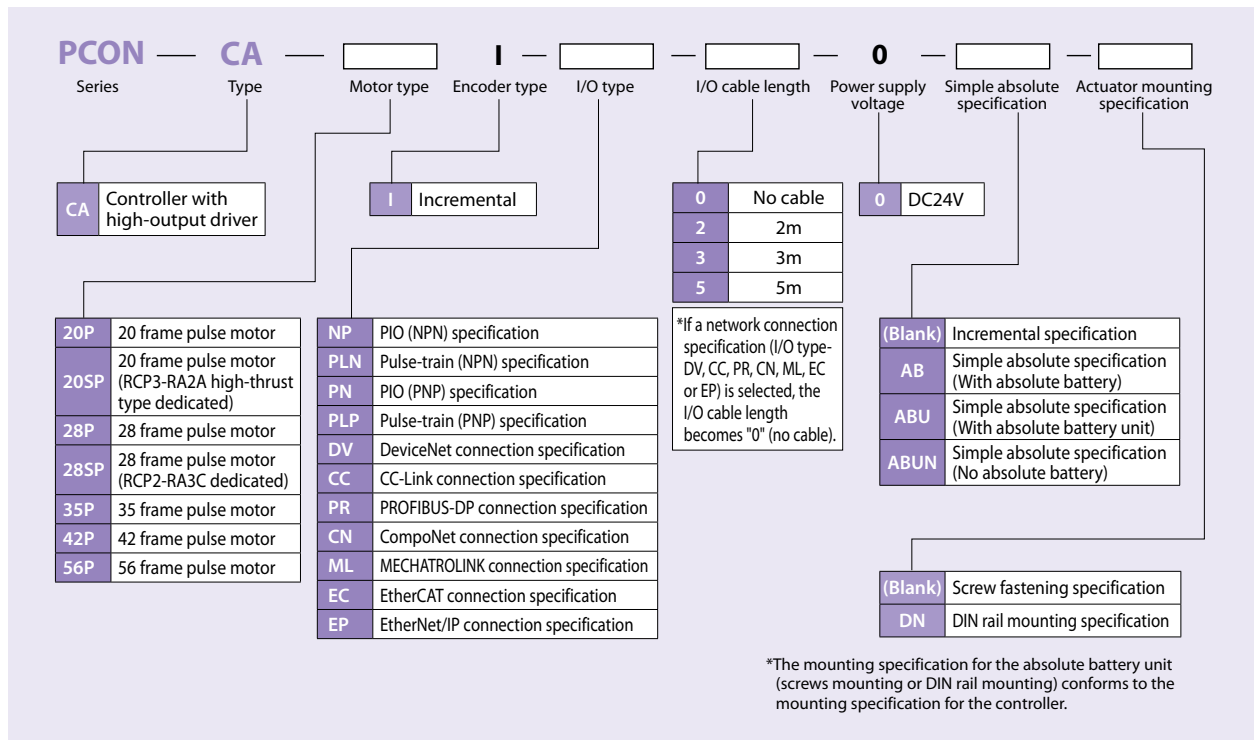 PCON — CA — I — — — 0 — —
Series
Type
Motor type
Encoder type
I/O type
I/O cable length
Power supply
voltage
Simple absolute
specification
Actuator mounting
specification
CA
Controller with
high-output driver
I Incremental
0 No cable
2 2m
3 3m
5 5m
0 DC24V
*If a network connection
specification (I/O type-
DV, CC, PR, CN, ML, EC
or EP) is selected, the
I/O cable length
becomes "0" (no cable).
20P 20 frame pulse motor
20SP
20 frame pulse motor
(RCP3-RA2A high-thrust
type dedicated)
28P 28 frame pulse motor
28SP
28 frame pulse motor
(RCP2-RA3C dedicated)
35P 35 frame pulse motor
42P 42 frame pulse motor
56P 56 frame pulse motor
NP PIO (NPN) specification
PLN Pulse-train (NPN) specification
PN PIO (PNP) specification
PLP Pulse-train (PNP) specification
DV DeviceNet connection specification
CC CC-Link connection specification
PR PROFIBUS-DP connection specification
CN CompoNet connection specification
ML MECHATROLINK connection specification
EC EtherCAT connection specification
EP EtherNet/IP connection specification
(Blank) Incremental specification
AB
Simple absolute specification
(With absolute battery)
ABU
Simple absolute specification
(With absolute battery unit)
ABUN
Simple absolute specification
(No absolute battery)
(Blank) Screw fastening specification
DN DIN rail mounting specification
*The mounting specification for the absolute battery unit
(screws mounting or DIN rail mounting) conforms to the
mounting specification for the controller.